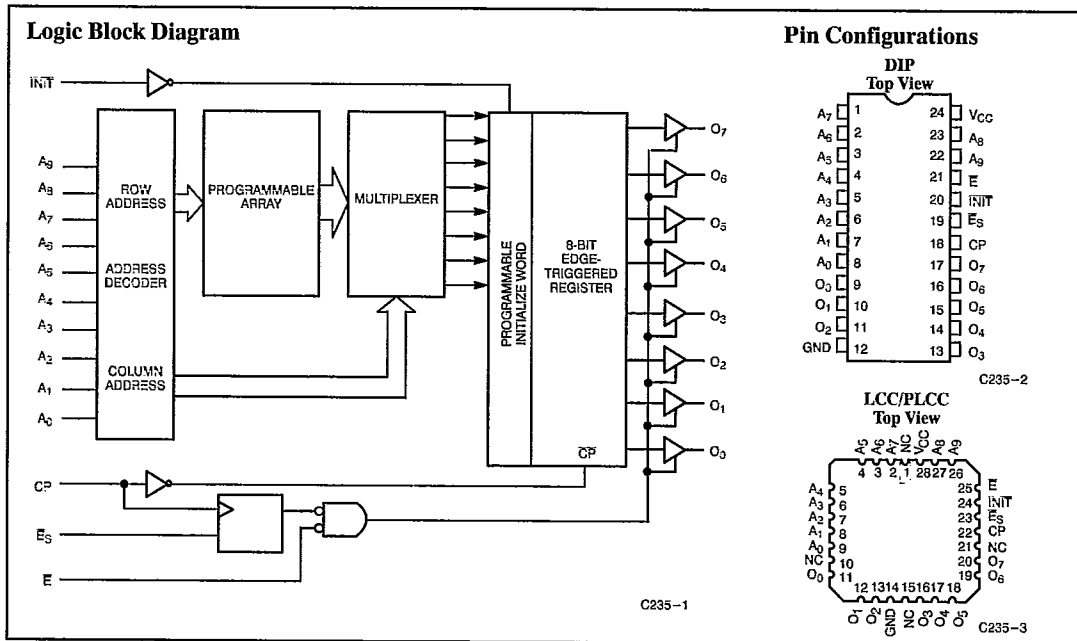 Logic Block Diagram
INIT
A9
A8
A7
A6
A5
A4
A3
A2
A1
A0
ROW
ADDRESS
ADDRESS
DECODER
COLUMN
ADDRESS
PROGRAMMABLE
ARRAY
MULTIPLEXER
PROGRAMMABLE
INITIALIZE WORD
8-BIT
EDGE-
TRIGGERED
REGISTER
CP
O7
O6
O5
O4
O3
O2
O1
O0
CP
ES
E
C235-1
Pin Configurations
DIP
Top View
A7 1 24 VCC
A6 2 23 A8
A5 3 22 A9
A4 4 21 E
A3 5 20 INIT
A2 6 19 ES
A1 7 18 CP
A0 8 17 O7
O0 9 16 O6
O1 10 15 O5
O2 11 14 O4
GND 12 13 O3
C235-2
LCC/PLCC
Top View
A5 A6 A7 NC VCC A8 A9
4 3 2 1 28 27 26
A4 5 25 E
A3 6 24 INIT
A2 7 23 ES
A1 8 22 CP
A0 9 21 NC
NC 10 20 O7
O0 11 19 O6
12 13 14 15 16 17 18
O1 O2 GND NC O3 O4 O5
C235-3